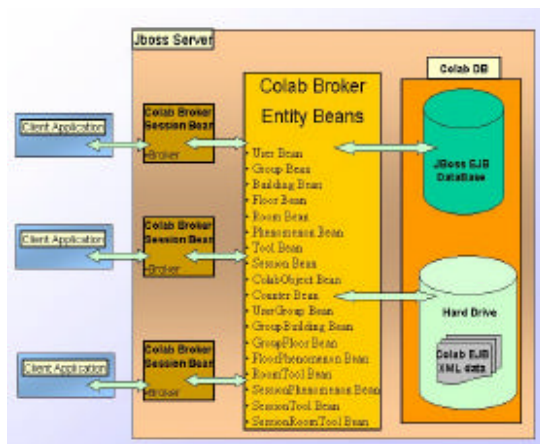 Jboss Server
Colab DB
Client Application
Colab Broker
Session Bean
-Broker
Client Application
Colab Broker
Session Bean
-Broker
Client Application
Colab Broker
Session Bean
-Broker
Colab Broker
Entity Beans
• User Bean
• Group Bean
• Building Bean
• Floor Bean
• Room Bean
• Phenomenon Bean
• Tool Bean
• Session Bean
• ColabObject Bean
• Counter Bean
• UserGroup Bean
• GroupBuilding Bean
• GroupFloor Bean
• FloorPhenomenon Bean
• RoomTool Bean
• SessionPhenomenon Bean
• SessionTool Bean
• SessionRoomTool Bean
JBoss EJB
DataBase
Hard Drive
Colab EJB
XML data